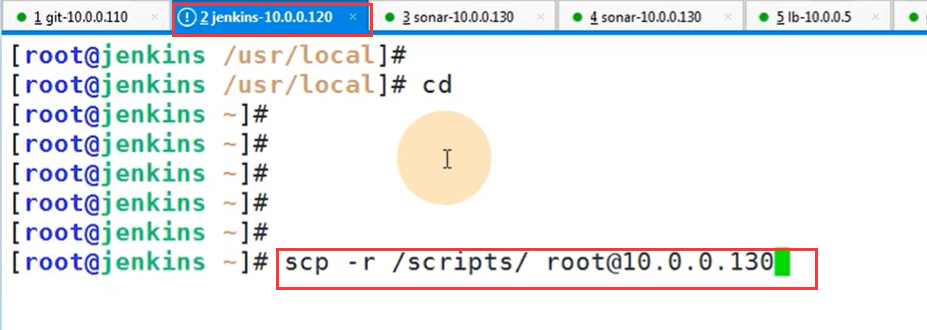 1 git-10.0.0.110 × 2 jenkins-10.0.0.120 × 3 sonar-10.0.0.130 × 4 sonar-10.0.0.130 × 5 lb-10.0.0.5 ×
[root@jenkins /usr/local]#
[root@jenkins /usr/local]# cd
[root@jenkins ~]#
[root@jenkins ~]#
[root@jenkins ~]#
[root@jenkins ~]#
[root@jenkins ~]#
[root@jenkins ~]# scp -r /scripts/ root@10.0.0.130